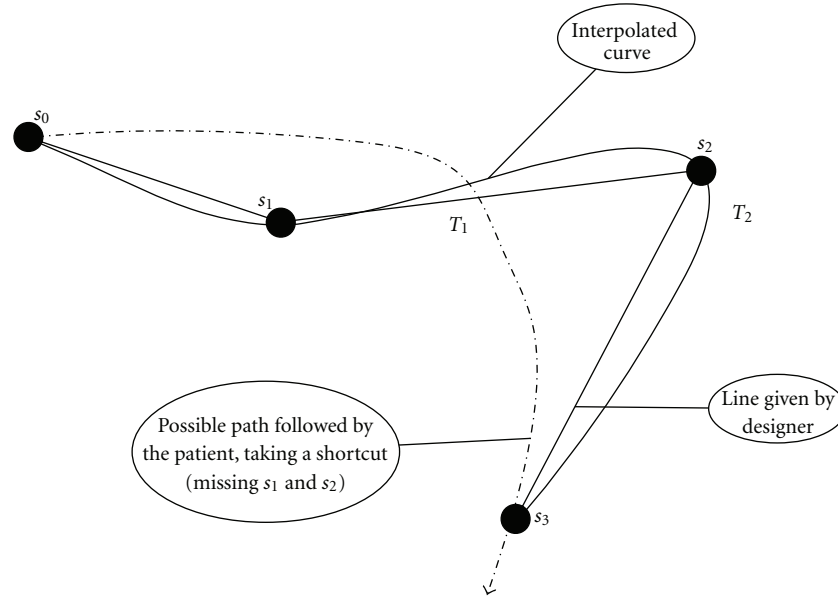 Interpolated
curve
s0
s2
s1
T1
T2
Possible path followed by
the patient, taking a shortcut
(missing s1 and s2)
Line given by
designer
s3